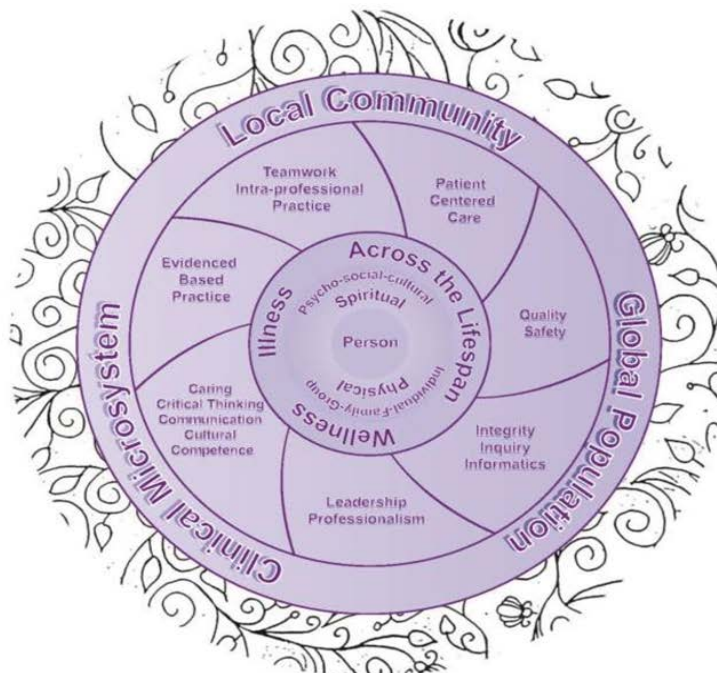 Local Community
Teamwork
Intra-professional
Practice
Patient
Centered
Care
Evidenced
Based
Practice
Across the Lifespan
Psycho-social-cultural
Spiritual
Illness
Person
Quality
Safety
Physical
Individual-Family-Group
Wellness
Caring
Critical Thinking
Communication
Cultural
Competence
Integrity
Inquiry
Informatics
Leadership
Professionalism
Clinical Microsystem
Global Population